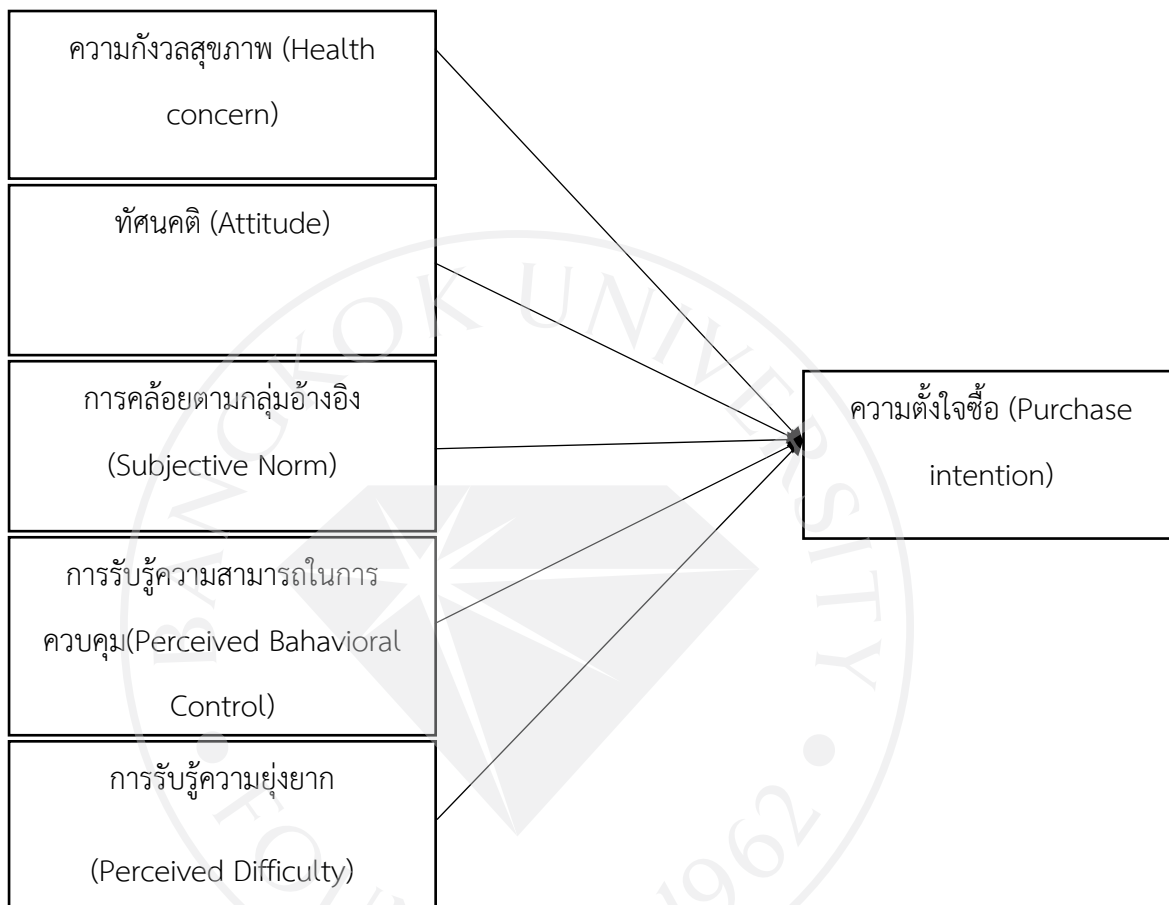 ความกังวลสุขภาพ (Health
concern)
ทัศนคติ (Attitude)
การคล้อยตามกลุ่มอ้างอิง
(Subjective Norm)
การรับรู้ความสามารถในการ
ควบคุม(Perceived Bahavioral
Control)
การรับรู้ความยุ่งยาก
(Perceived Difficulty)
ความตั้งใจซื้อ (Purchase
intention)
BANGKOK UNIVERSITY
1962